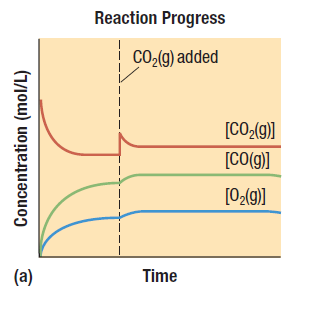 Reaction Progress
CO₂(g) added
Concentration (mol/L)
[CO₂(g)]
[CO(g)]
[O₂(g)]
(a)
Time